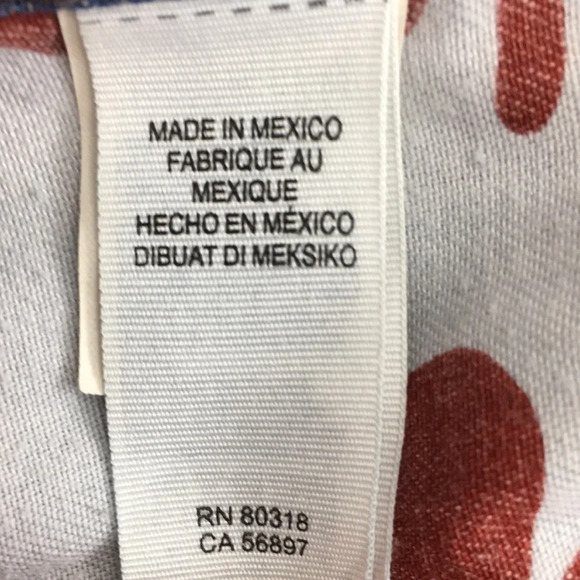 MADE IN MEXICO
FABRIQUE AU
MEXIQUE
HECHO EN MÉXICO
DIBUAT DI MEKSIKO
RN 80318
CA 56897